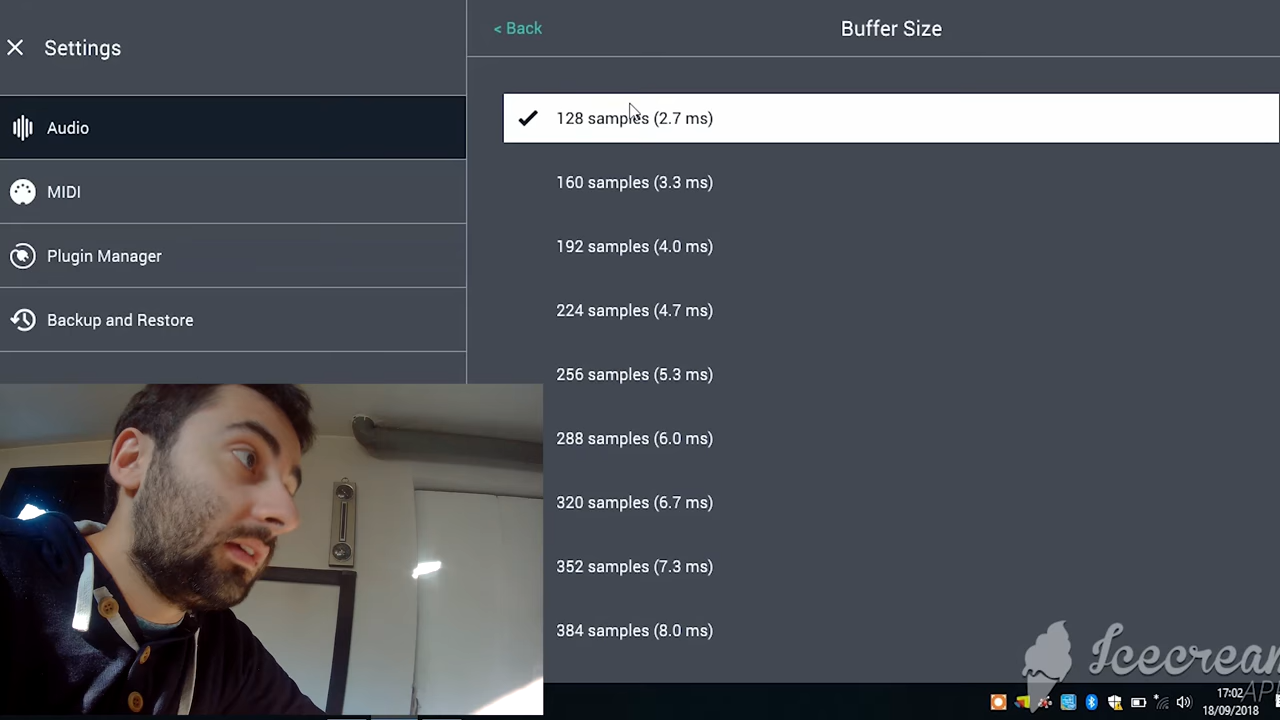 Settings
Audio
MIDI
Plugin Manager
Backup and Restore
< Back
Buffer Size
128 samples (2.7 ms)
160 samples (3.3 ms)
192 samples (4.0 ms)
224 samples (4.7 ms)
256 samples (5.3 ms)
288 samples (6.0 ms)
320 samples (6.7 ms)
352 samples (7.3 ms)
384 samples (8.0 ms)
Icecream
AP
17:02
18/09/2018